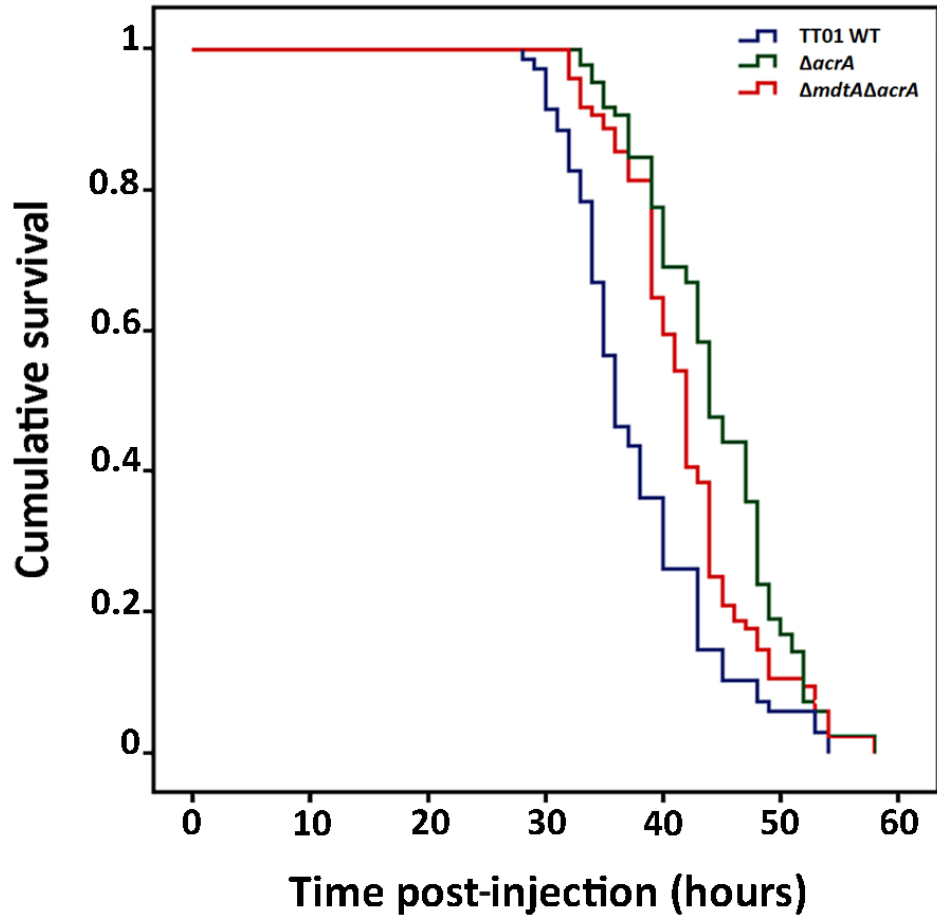 TT01 WT
ΔacrA
ΔmdtAΔacrA
Cumulative survival
1
0.8
0.6
0.4
0.2
0
0 10 20 30 40 50 60
Time post-injection (hours)